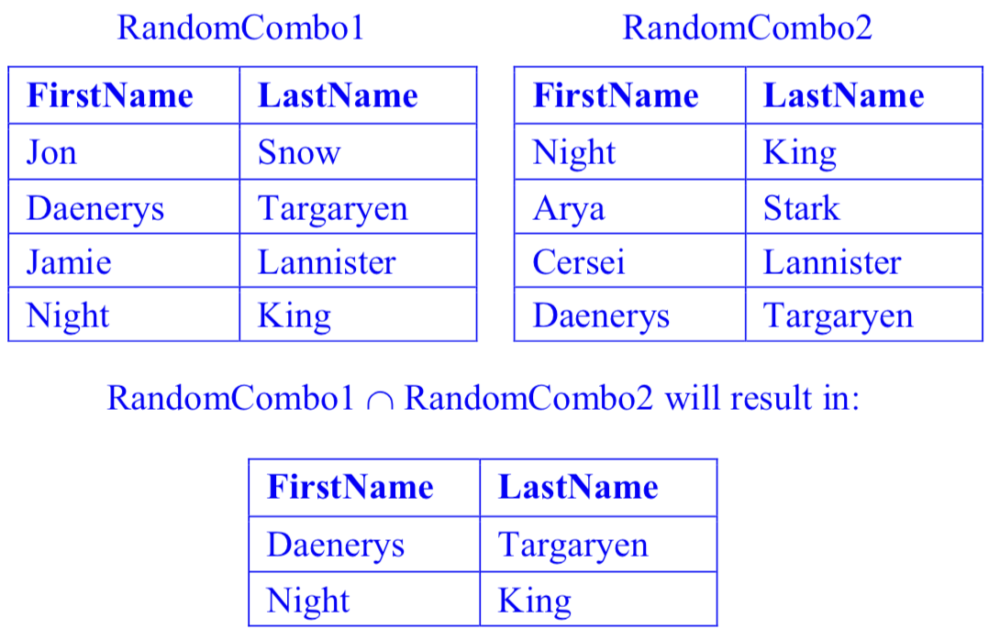 RandomCombo1
FirstName LastName
Jon Snow
Daenerys Targaryen
Jamie Lannister
Night King
RandomCombo2
FirstName LastName
Night King
Arya Stark
Cersei Lannister
Daenerys Targaryen
RandomCombo1 ∩ RandomCombo2 will result in:
FirstName LastName
Daenerys Targaryen
Night King